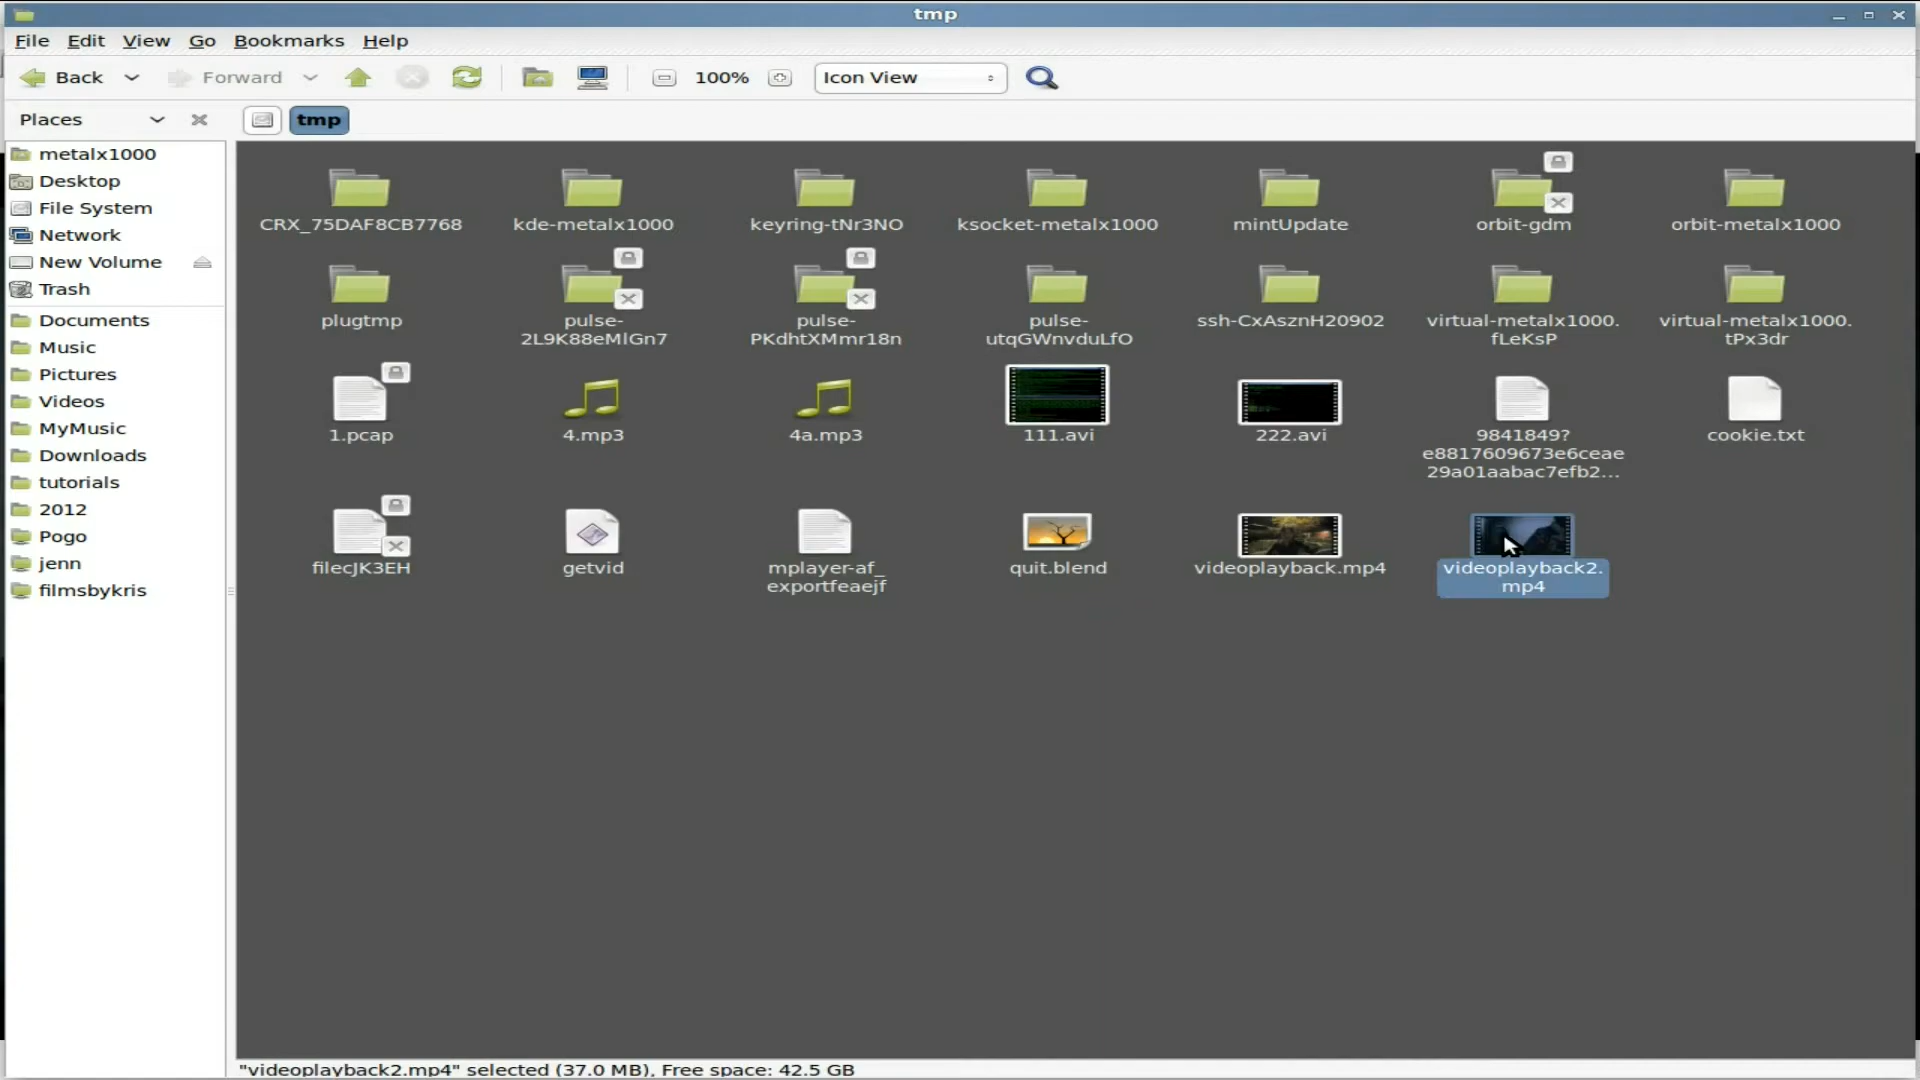 tmp
File Edit View Go Bookmarks Help
Back Forward 100% Icon View
Places tmp
metalx1000
Desktop
File System
Network
New Volume
Trash
Documents
Music
Pictures
Videos
MyMusic
Downloads
tutorials
2012
Pogo
jenn
filmsbykris
CRX_75DAF8CB7768 kde-metalx1000 keyring-tNr3NO ksocket-metalx1000 mintUpdate orbit-gdm orbit-metalx1000
plugtmp pulse- pulse- pulse- ssh-CxAsznH20902 virtual-metalx1000. virtual-metalx1000.
2L9K88eMlGn7 PKdhtXMmr18n utqGWnvduLfO fLeKsP tPx3dr
1.pcap 4.mp3 4a.mp3 111.avi 222.avi 9841849? cookie.txt
e8817609673e6ceae
29a01aabac7efb2...
filecJK3EH getvid mplayer-af_ quit.blend videoplayback.mp4 videoplayback2.
exportfeaejf mp4
"videoplayback2.mp4" selected (37.0 MB), Free space: 42.5 GB